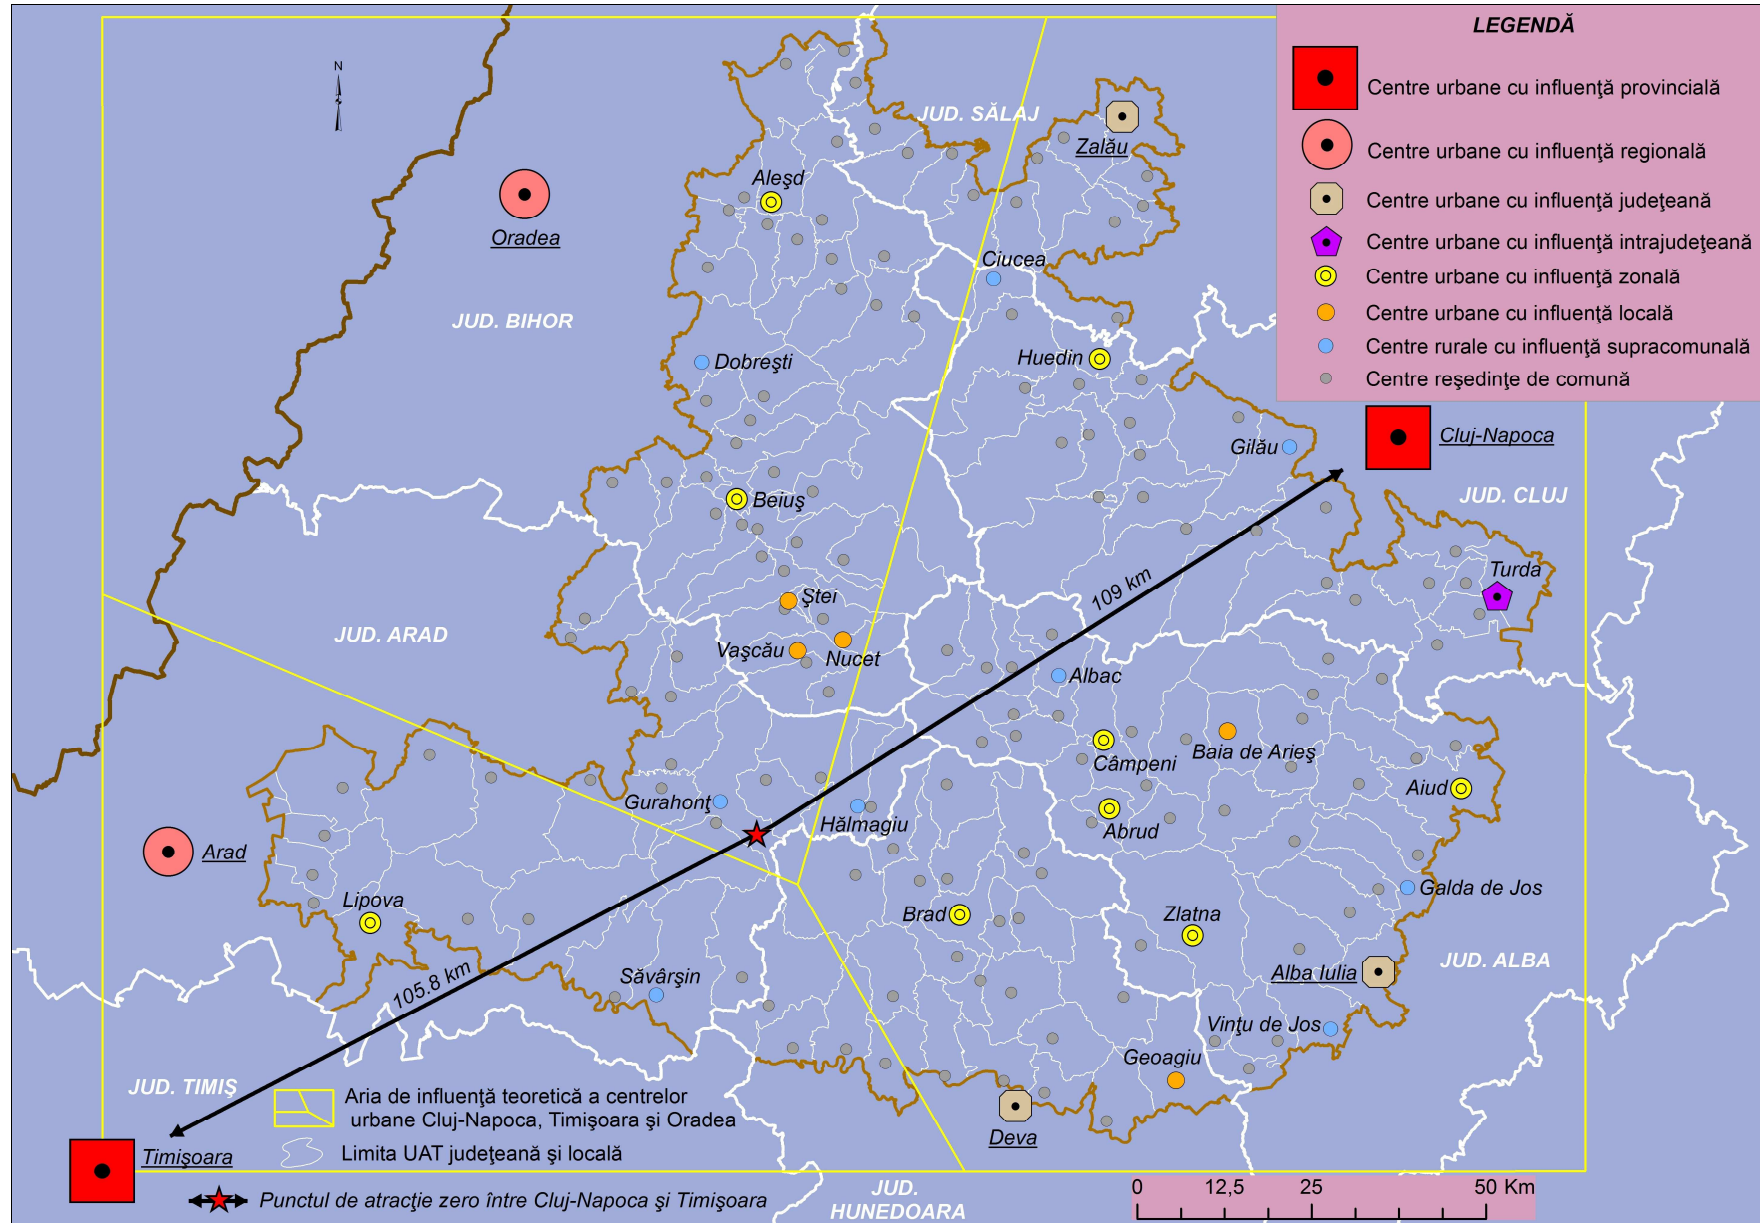 LEGENDĂ
Centre urbane cu influenţă provincială
Centre urbane cu influenţă regională
Centre urbane cu influenţă judeţeană
Centre urbane cu influenţă intrajudeţeană
Centre urbane cu influenţă zonală
Centre urbane cu influenţă locală
Centre rurale cu influenţă supracomunală
Centre reşedinţe de comună
N
JUD. SĂLAJ
Zalău
Aleşd
Oradea
Ciucea
JUD. BIHOR
Huedin
Dobreşti
Cluj-Napoca
Gilău
JUD. CLUJ
Beiuş
Turda
109 km
Ştei
JUD. ARAD
Vaşcău
Nucet
Albac
Baia de Arieş
Câmpeni
Aiud
Gurahonţ
Hălmagiu
Abrud
Arad
Galda de Jos
Lipova
Brad
Zlatna
JUD. ALBA
Alba Iulia
Săvârşin
105.8 km
Vinţu de Jos
Geoagiu
JUD. TIMIŞ
Deva
Timişoara
Aria de influenţă teoretică a centrelor
urbane Cluj-Napoca, Timişoara şi Oradea
Limita UAT judeţeană şi locală
Punctul de atracţie zero între Cluj-Napoca şi Timişoara
JUD.
HUNEDOARA
0 12,5 25 50 Km